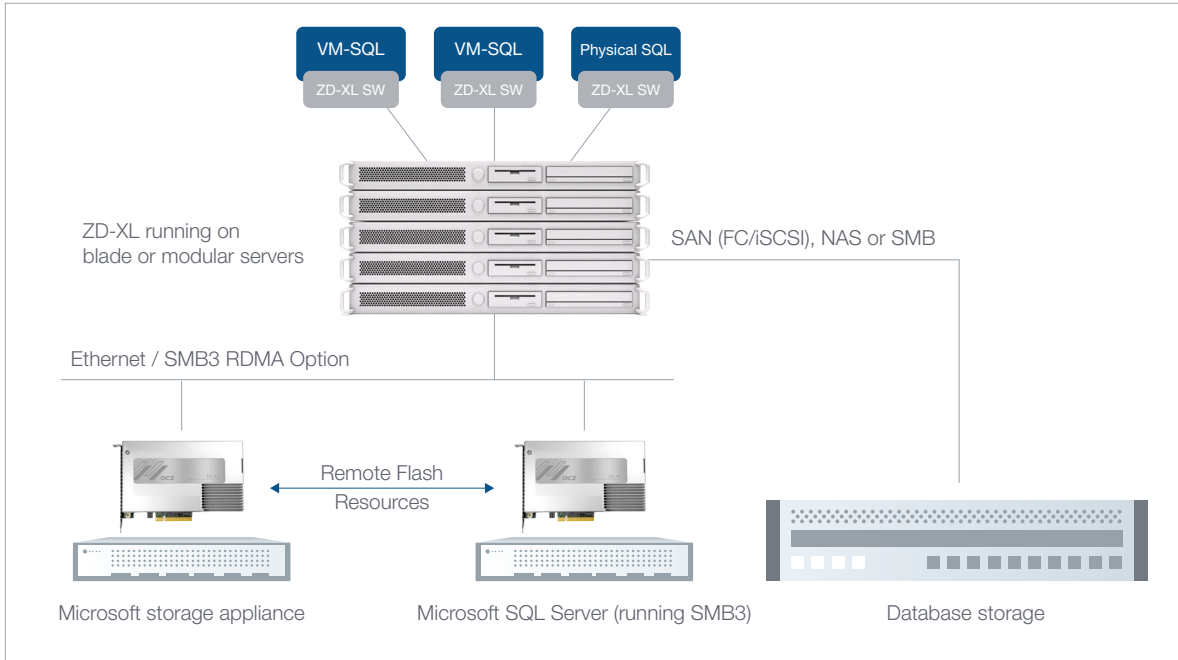 VM-SQL
ZD-XL SW
VM-SQL
ZD-XL SW
Physical SQL
ZD-XL SW
ZD-XL running on
blade or modular servers
SAN (FC/iSCSI), NAS or SMB
Ethernet / SMB3 RDMA Option
OCZ
Remote Flash
Resources
OCZ
Microsoft storage appliance
Microsoft SQL Server (running SMB3)
Database storage